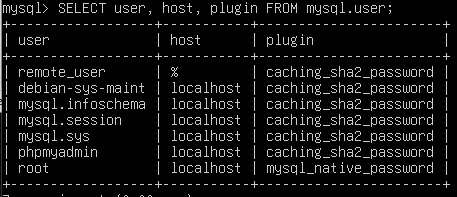 mysql> SELECT user, host, plugin FROM mysql.user;
+------------------+-----------+-----------------------+
| user             | host      | plugin                |
+------------------+-----------+-----------------------+
| remote_user      | %         | caching_sha2_password |
| debian-sys-maint | localhost | caching_sha2_password |
| mysql.infoschema | localhost | caching_sha2_password |
| mysql.session    | localhost | caching_sha2_password |
| mysql.sys        | localhost | caching_sha2_password |
| phpmyadmin       | localhost | caching_sha2_password |
| root             | localhost | mysql_native_password |
+------------------+-----------+-----------------------+